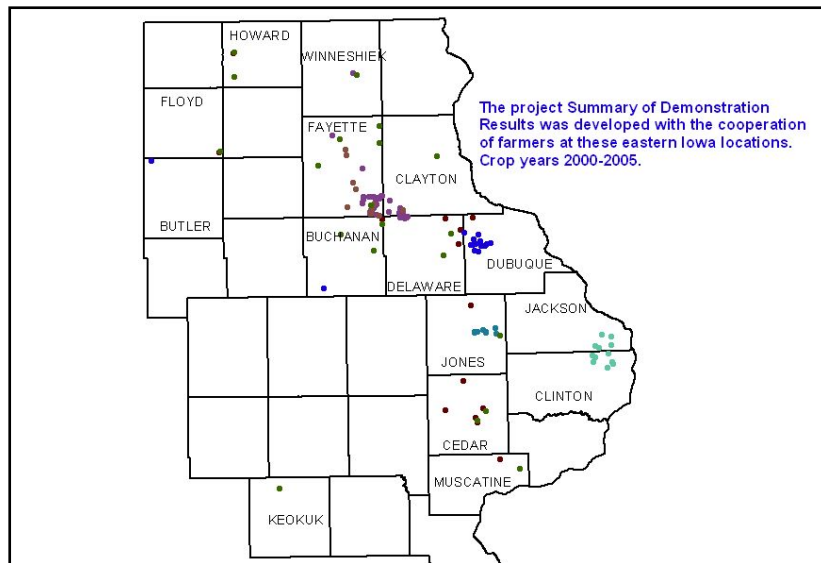 HOWARD
WINNESHIEK
FLOYD
The project Summary of Demonstration
Results was developed with the cooperation
of farmers at these eastern Iowa locations.
Crop years 2000-2005.
FAYETTE
CLAYTON
BUTLER
BUCHANAN
DUBUQUE
DELAWARE
JACKSON
JONES
CLINTON
CEDAR
MUSCATINE
KEOKUK